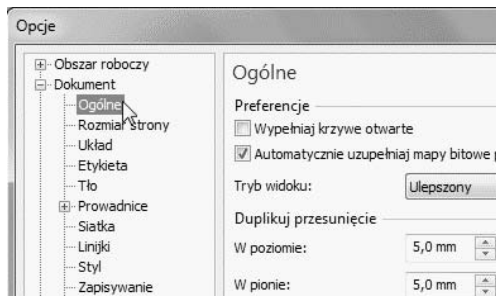 Opcje
Obszar roboczy
Dokument
Ogólne
Rozmiar strony
Układ
Etykieta
Tło
Prowadnice
Siatka
Linijki
Styl
Zapisywanie
Ogólne
Preferencje
Wypełniaj krzywe otwarte
Automatycznie uzupełniaj mapy bitowe
Tryb widoku: Ulepszony
Duplikuj przesunięcie
W poziomie: 5,0 mm
W pionie: 5,0 mm